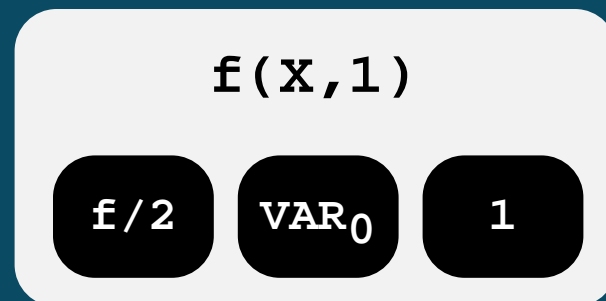 f(X,1)
f/2 VAR₀ 1